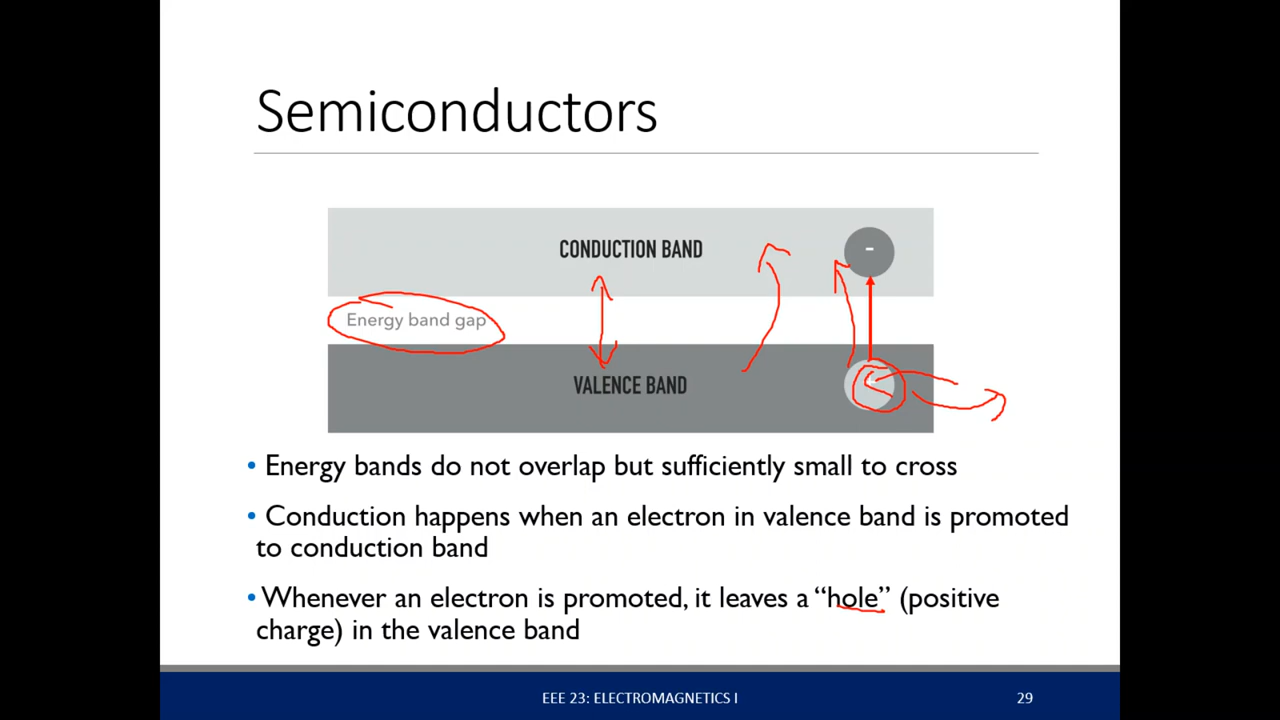 Semiconductors
CONDUCTION BAND
-
Energy band gap
VALENCE BAND
• Energy bands do not overlap but sufficiently small to cross
• Conduction happens when an electron in valence band is promoted
to conduction band
• Whenever an electron is promoted, it leaves a “hole” (positive
charge) in the valence band
EEE 23: ELECTROMAGNETICS I
29